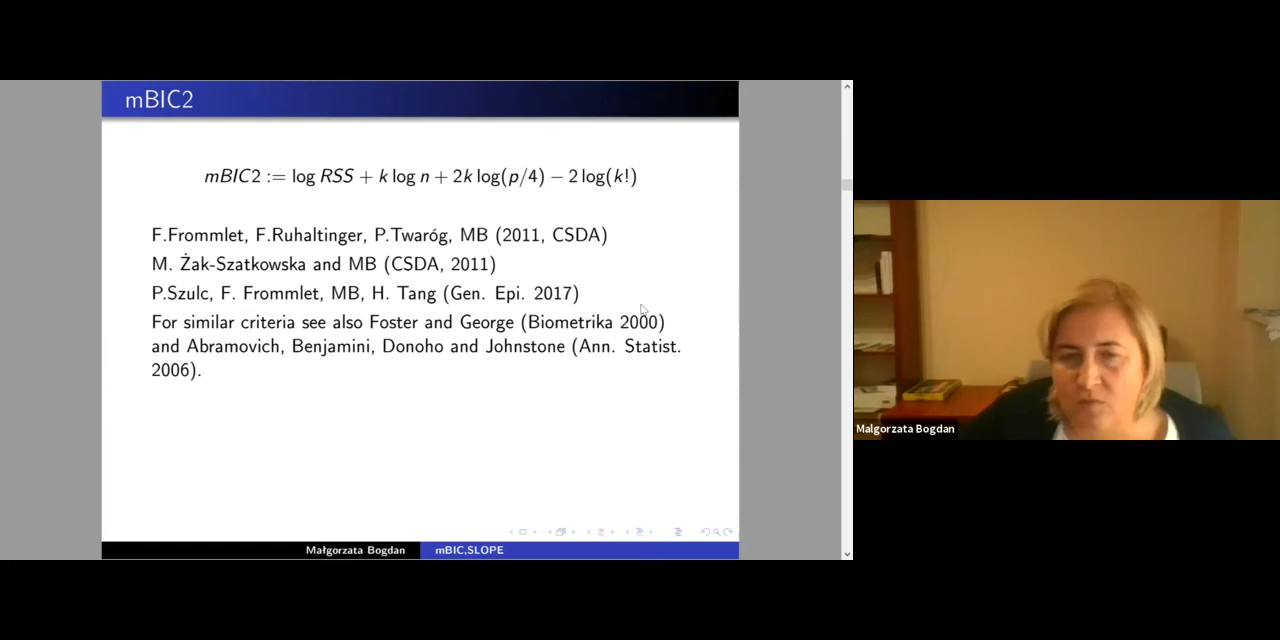 mBIC2
mBIC2 := log RSS + k log n + 2k log(p/4) − 2 log(k!)
F.Frommlet, F.Ruhaltinger, P.Twaróg, MB (2011, CSDA)
M. Żak-Szatkowska and MB (CSDA, 2011)
P.Szulc, F. Frommlet, MB, H. Tang (Gen. Epi. 2017)
For similar criteria see also Foster and George (Biometrika 2000)
and Abramovich, Benjamini, Donoho and Johnstone (Ann. Statist.
2006).
Małgorzata Bogdan
mBIC,SLOPE
Malgorzata Bogdan